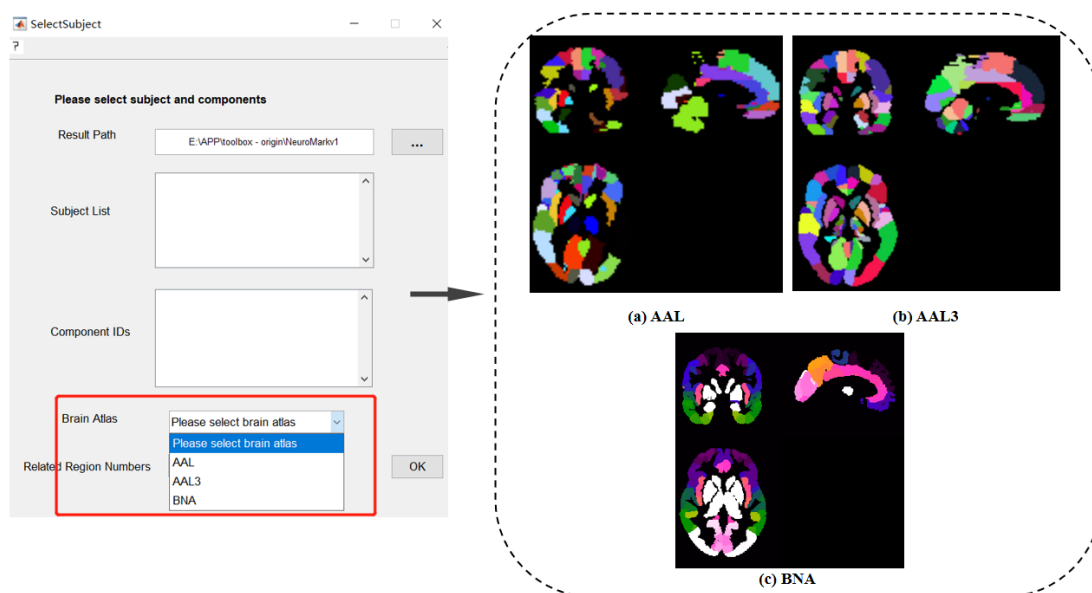 SelectSubject
Please select subject and components
Result Path
E:\APP\toolbox - origin\NeuroMarkv1
...
Subject List
Component IDs
Brain Atlas
Please select brain atlas
Please select brain atlas
AAL
AAL3
BNA
Related Region Numbers
OK
(a) AAL
(b) AAL3
(c) BNA